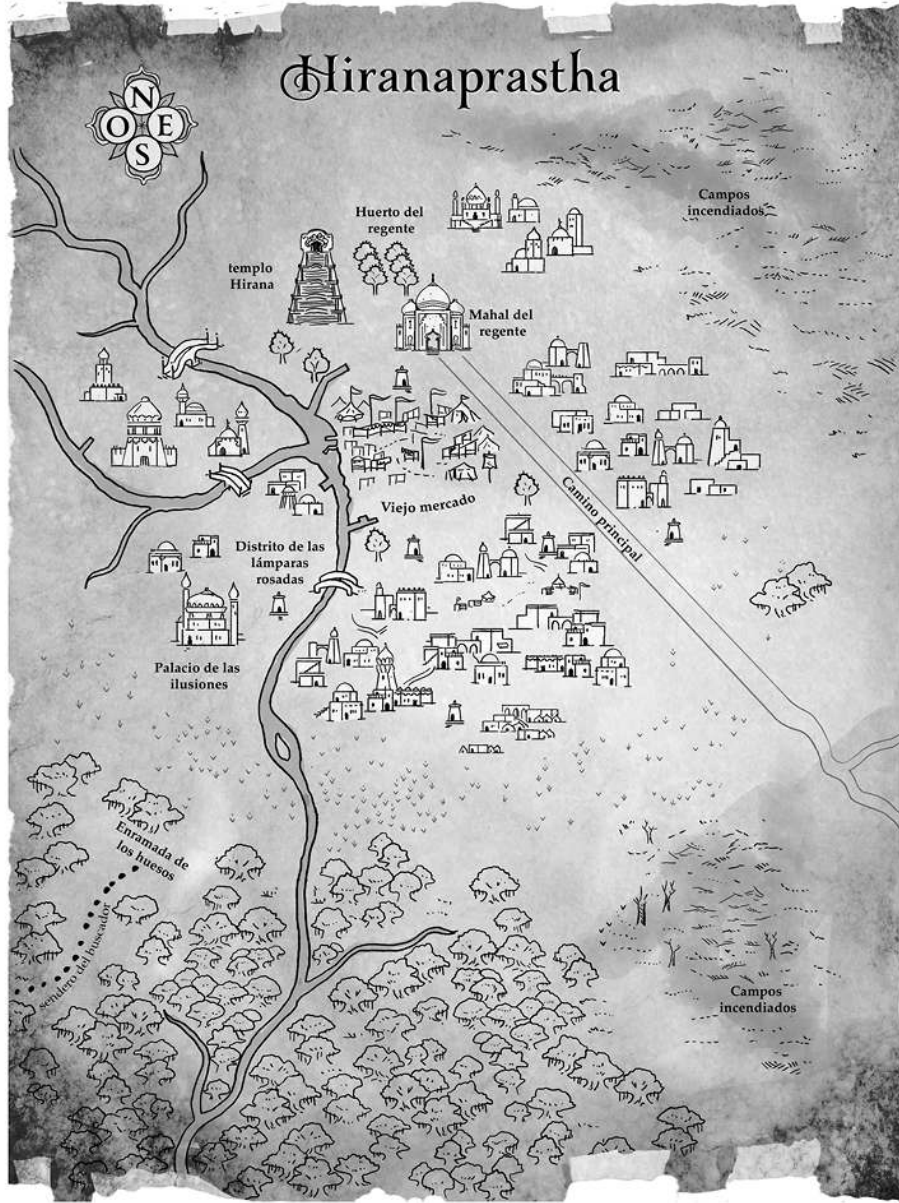 Hiranaprastha
N
O E
S
Campos
incendiados
Huerto del
regente
templo
Hirana
Mahal del
regente
Camino principal
Viejo mercado
Distrito de las
lámparas
rosadas
Palacio de las
ilusiones
Enramada de
los huesos
sendero del buscador
Campos
incendiados